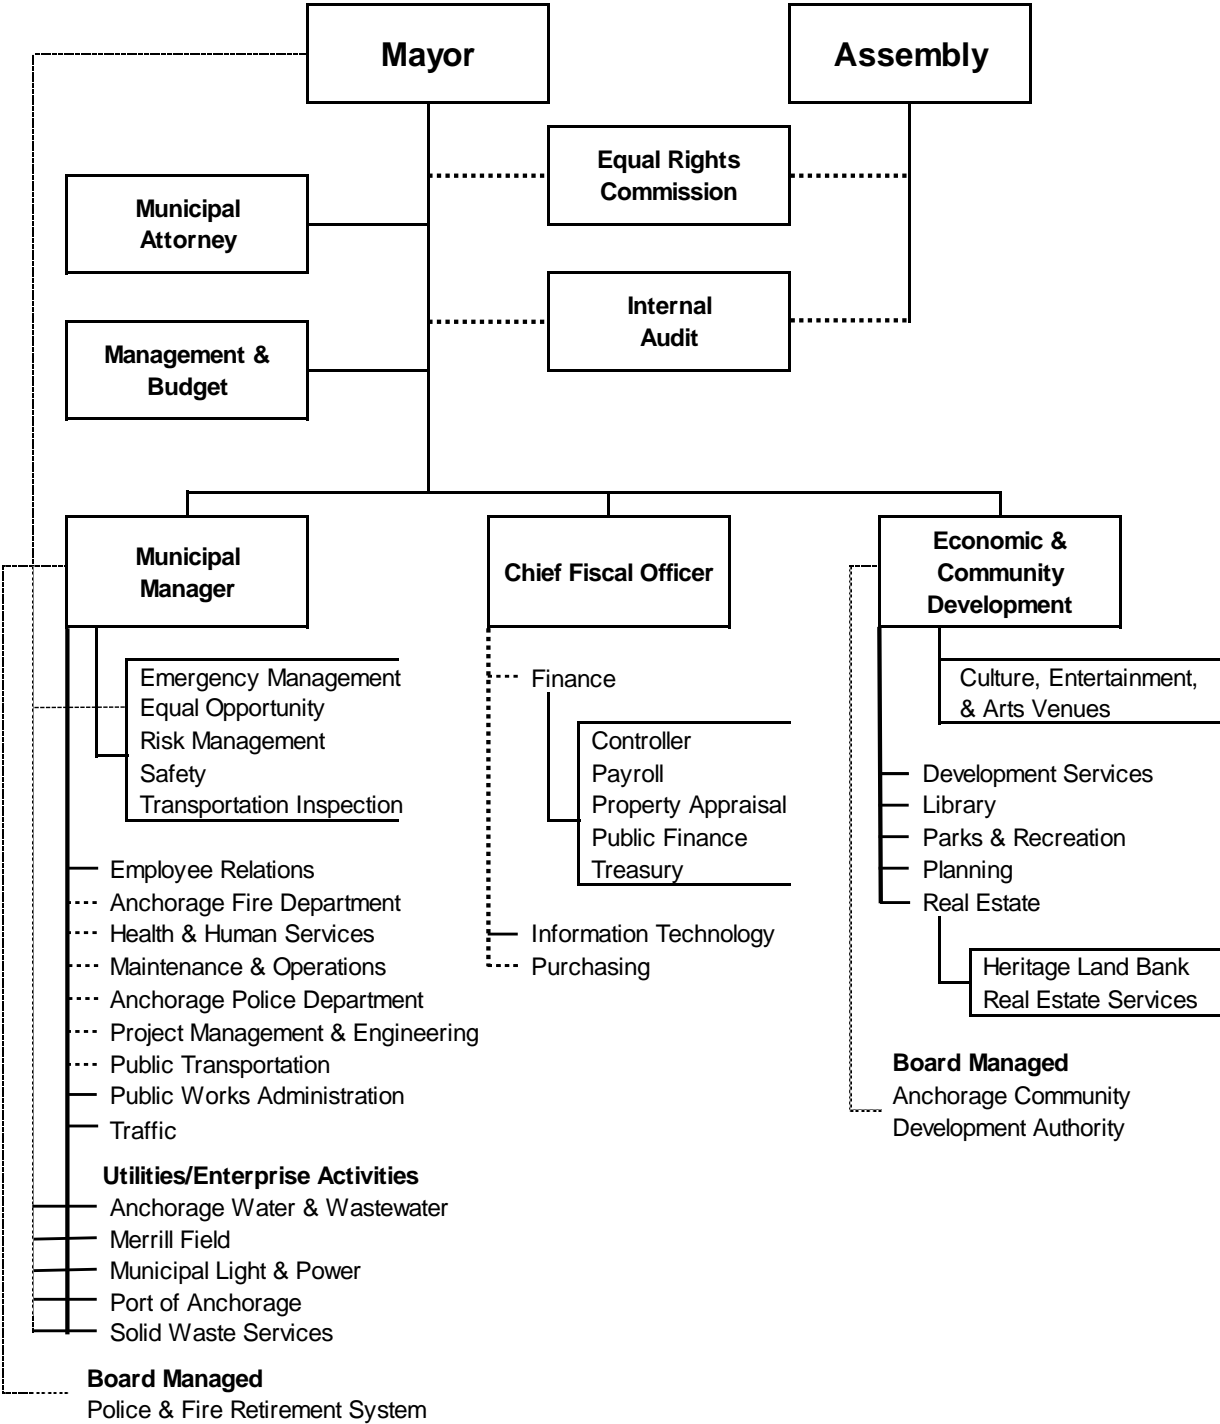 Mayor
Assembly
Equal Rights
Commission
Municipal
Attorney
Internal
Audit
Management &
Budget
Municipal
Manager
Chief Fiscal Officer
Economic &
Community
Development
Emergency Management
Equal Opportunity
Risk Management
Safety
Transportation Inspection
Employee Relations
Anchorage Fire Department
Health & Human Services
Maintenance & Operations
Anchorage Police Department
Project Management & Engineering
Public Transportation
Public Works Administration
Traffic
Utilities/Enterprise Activities
Anchorage Water & Wastewater
Merrill Field
Municipal Light & Power
Port of Anchorage
Solid Waste Services
Board Managed
Police & Fire Retirement System
Finance
Controller
Payroll
Property Appraisal
Public Finance
Treasury
Information Technology
Purchasing
Culture, Entertainment,
& Arts Venues
Development Services
Library
Parks & Recreation
Planning
Real Estate
Heritage Land Bank
Real Estate Services
Board Managed
Anchorage Community
Development Authority